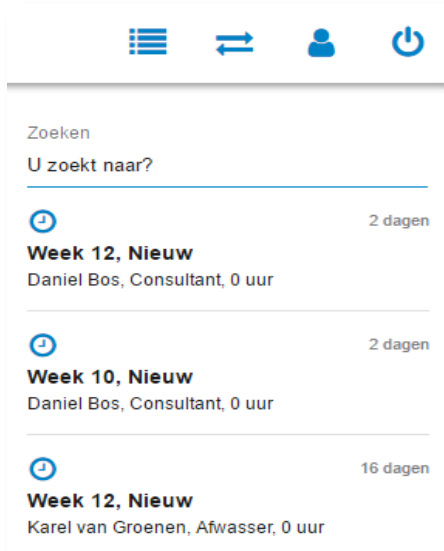 Zoeken
U zoekt naar?
2 dagen
Week 12, Nieuw
Daniel Bos, Consultant, 0 uur
2 dagen
Week 10, Nieuw
Daniel Bos, Consultant, 0 uur
16 dagen
Week 12, Nieuw
Karel van Groenen, Afwasser, 0 uur